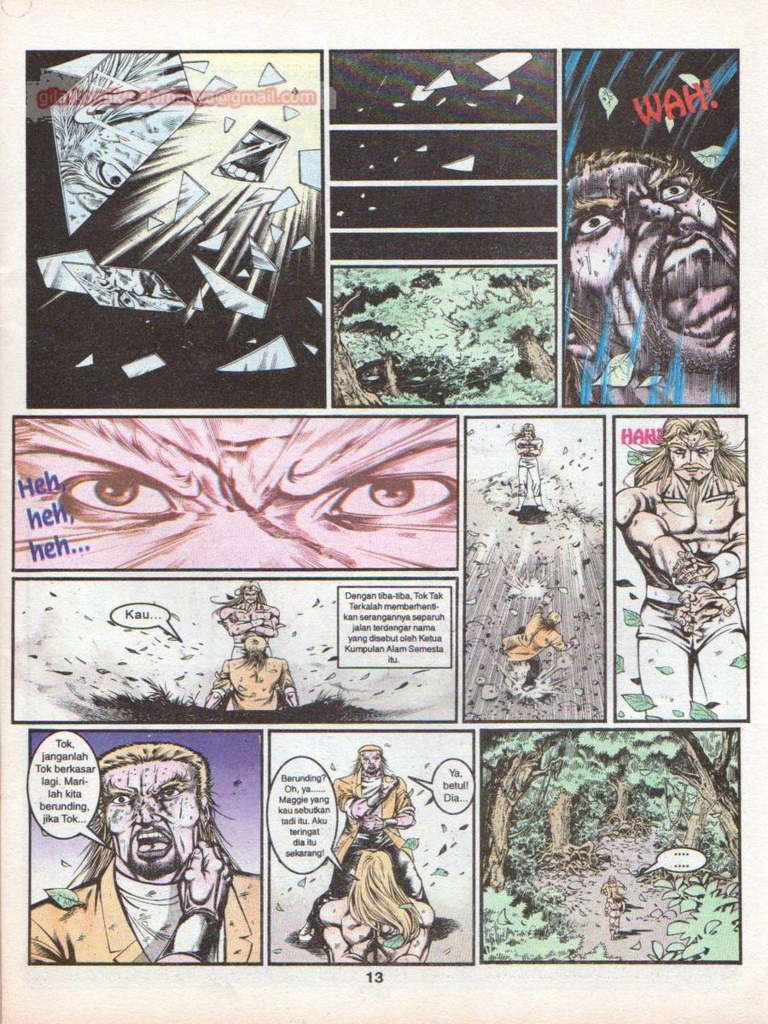 WAH!
Heh,
heh,
heh...
HAH!
Kau...
Dengan tiba-tiba, Tok Tak
Terkalah memberhenti-
kan serangannya separuh
jalan terdengar nama
yang disebut oleh Ketua
Kumpulan Alam Semesta
itu.
Tok,
janganlah
Tok berkasar
lagi. Mari-
lah kita
berunding,
jika Tok...
Berunding?
Oh, ya......
Maggie yang
kau sebutkan
tadi itu. Aku
teringat
dia itu
sekarang!
Ya,
betul!
Dia...
....
....
13